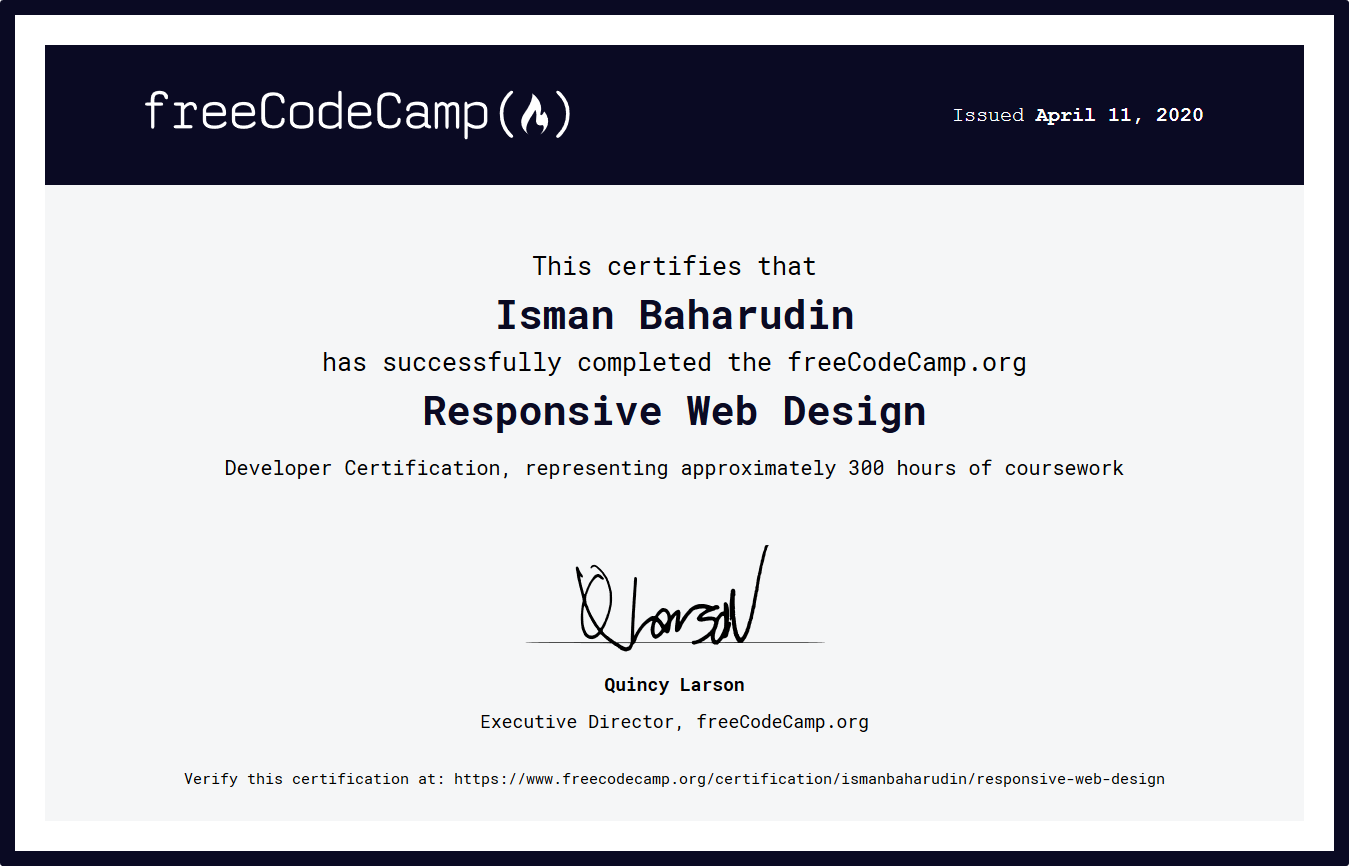 freeCodeCamp
Issued April 11, 2020
This certifies that
Isman Baharudin
has successfully completed the freeCodeCamp.org
Responsive Web Design
Developer Certification, representing approximately 300 hours of coursework
QLarson
Quincy Larson
Executive Director, freeCodeCamp.org
Verify this certification at: https://www.freecodecamp.org/certification/ismanbaharudin/responsive-web-design